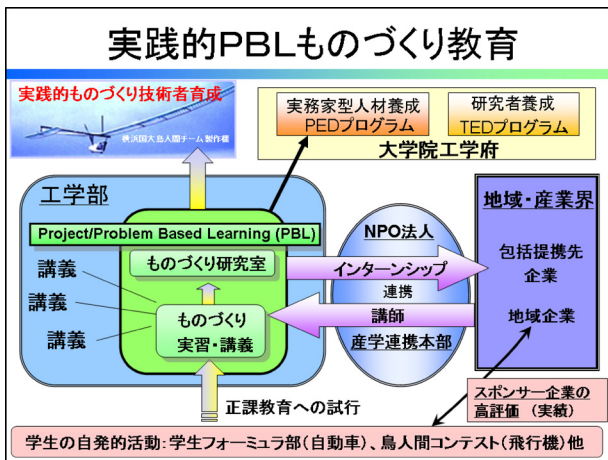 実践的PBLものづくり教育
実践的ものづくり技術者育成
横浜国大鳥人間チーム製作機
実務家型人材養成
PEDプログラム
研究者養成
TEDプログラム
大学院工学府
工学部
Project/Problem Based Learning (PBL)
ものづくり研究室
講義
講義
講義
ものづくり
実習・講義
NPO法人
インターンシップ
連携
講師
産学連携本部
地域・産業界
包括提携先
企業
地域企業
正課教育への試行
スポンサー企業の
高評価 (実績)
学生の自発的活動:学生フォーミュラ部(自動車)、鳥人間コンテスト(飛行機)他